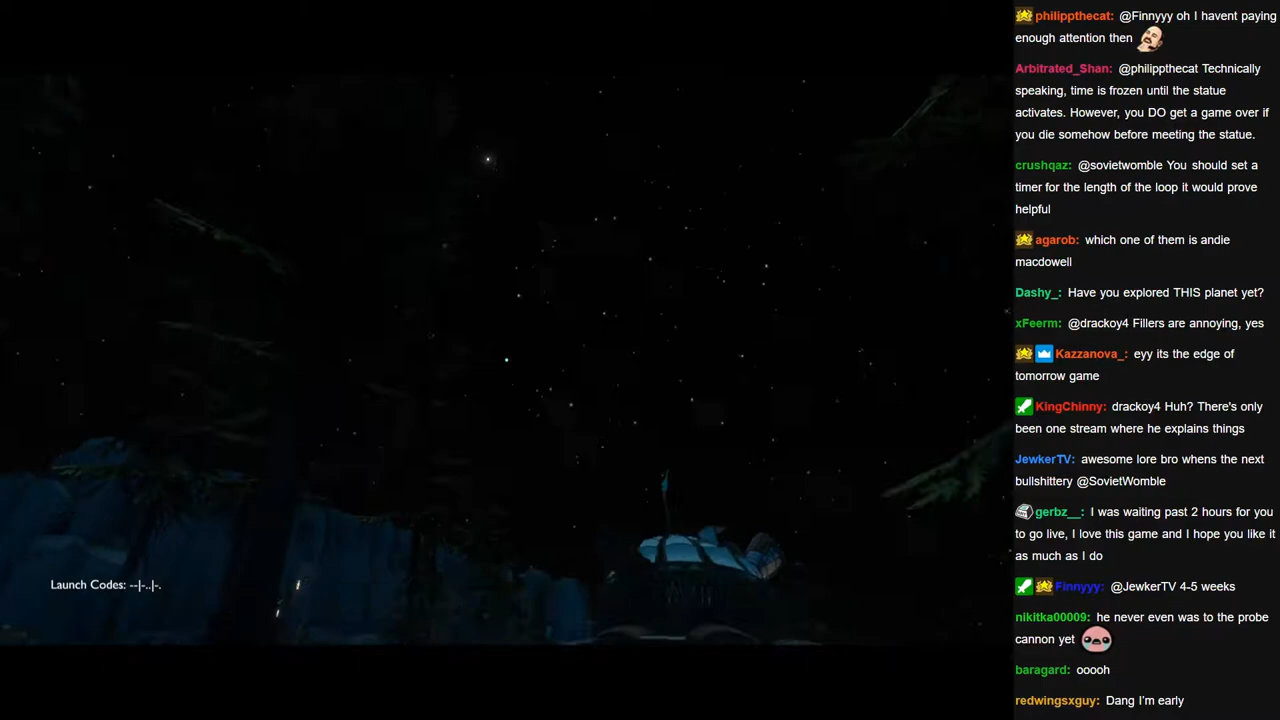 philippthecat: @Finnyyy oh I havent paying
enough attention then
Arbitrated_Shan: @philippthecat Technically
speaking, time is frozen until the statue
activates. However, you DO get a game over if
you die somehow before meeting the statue.
crushqaz: @sovietwomble You should set a
timer for the length of the loop it would prove
helpful
agarob: which one of them is andie
macdowell
Dashy_: Have you explored THIS planet yet?
xFeerm: @drackoy4 Fillers are annoying, yes
Kazzanova_: eyy its the edge of
tomorrow game
KingChinny: drackoy4 Huh? There's only
been one stream where he explains things
JewkerTV: awesome lore bro whens the next
bullshittery @SovietWomble
gerbz__: I was waiting past 2 hours for you
to go live, I love this game and I hope you like it
as much as I do
Finnyyy: @JewkerTV 4-5 weeks
nikitka00009: he never even was to the probe
cannon yet
baragard: ooooh
redwingsxguy: Dang I'm early
Launch Codes: --|-..|-.